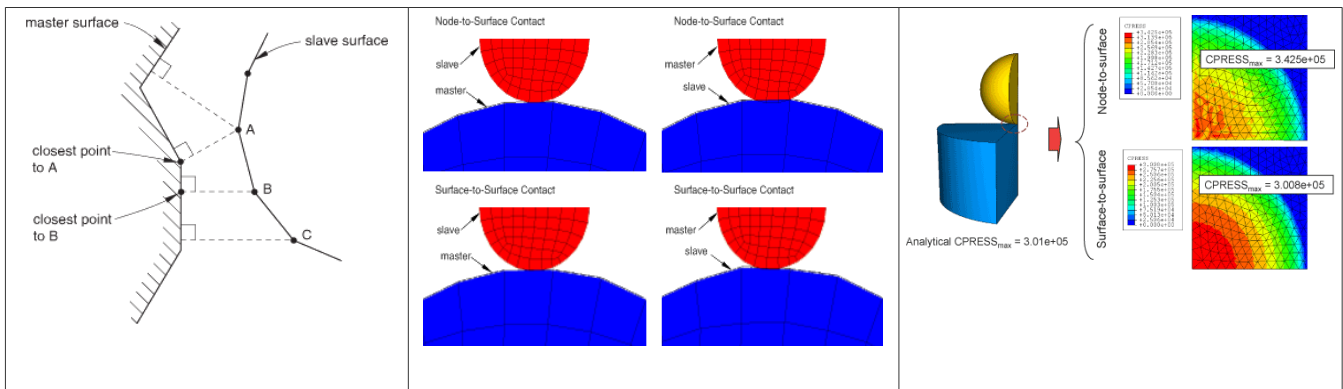 master surface
slave surface
A
closest point
to A
B
closest point
to B
C
Node-to-Surface Contact
slave
master
Node-to-Surface Contact
master
slave
Surface-to-Surface Contact
slave
master
Surface-to-Surface Contact
master
slave
Analytical CPRESSmax = 3.01e+05
Node-to-surface
CPRESS
CPRESSmax = 3.425e+05
Surface-to-surface
CPRESS
CPRESSmax = 3.008e+05